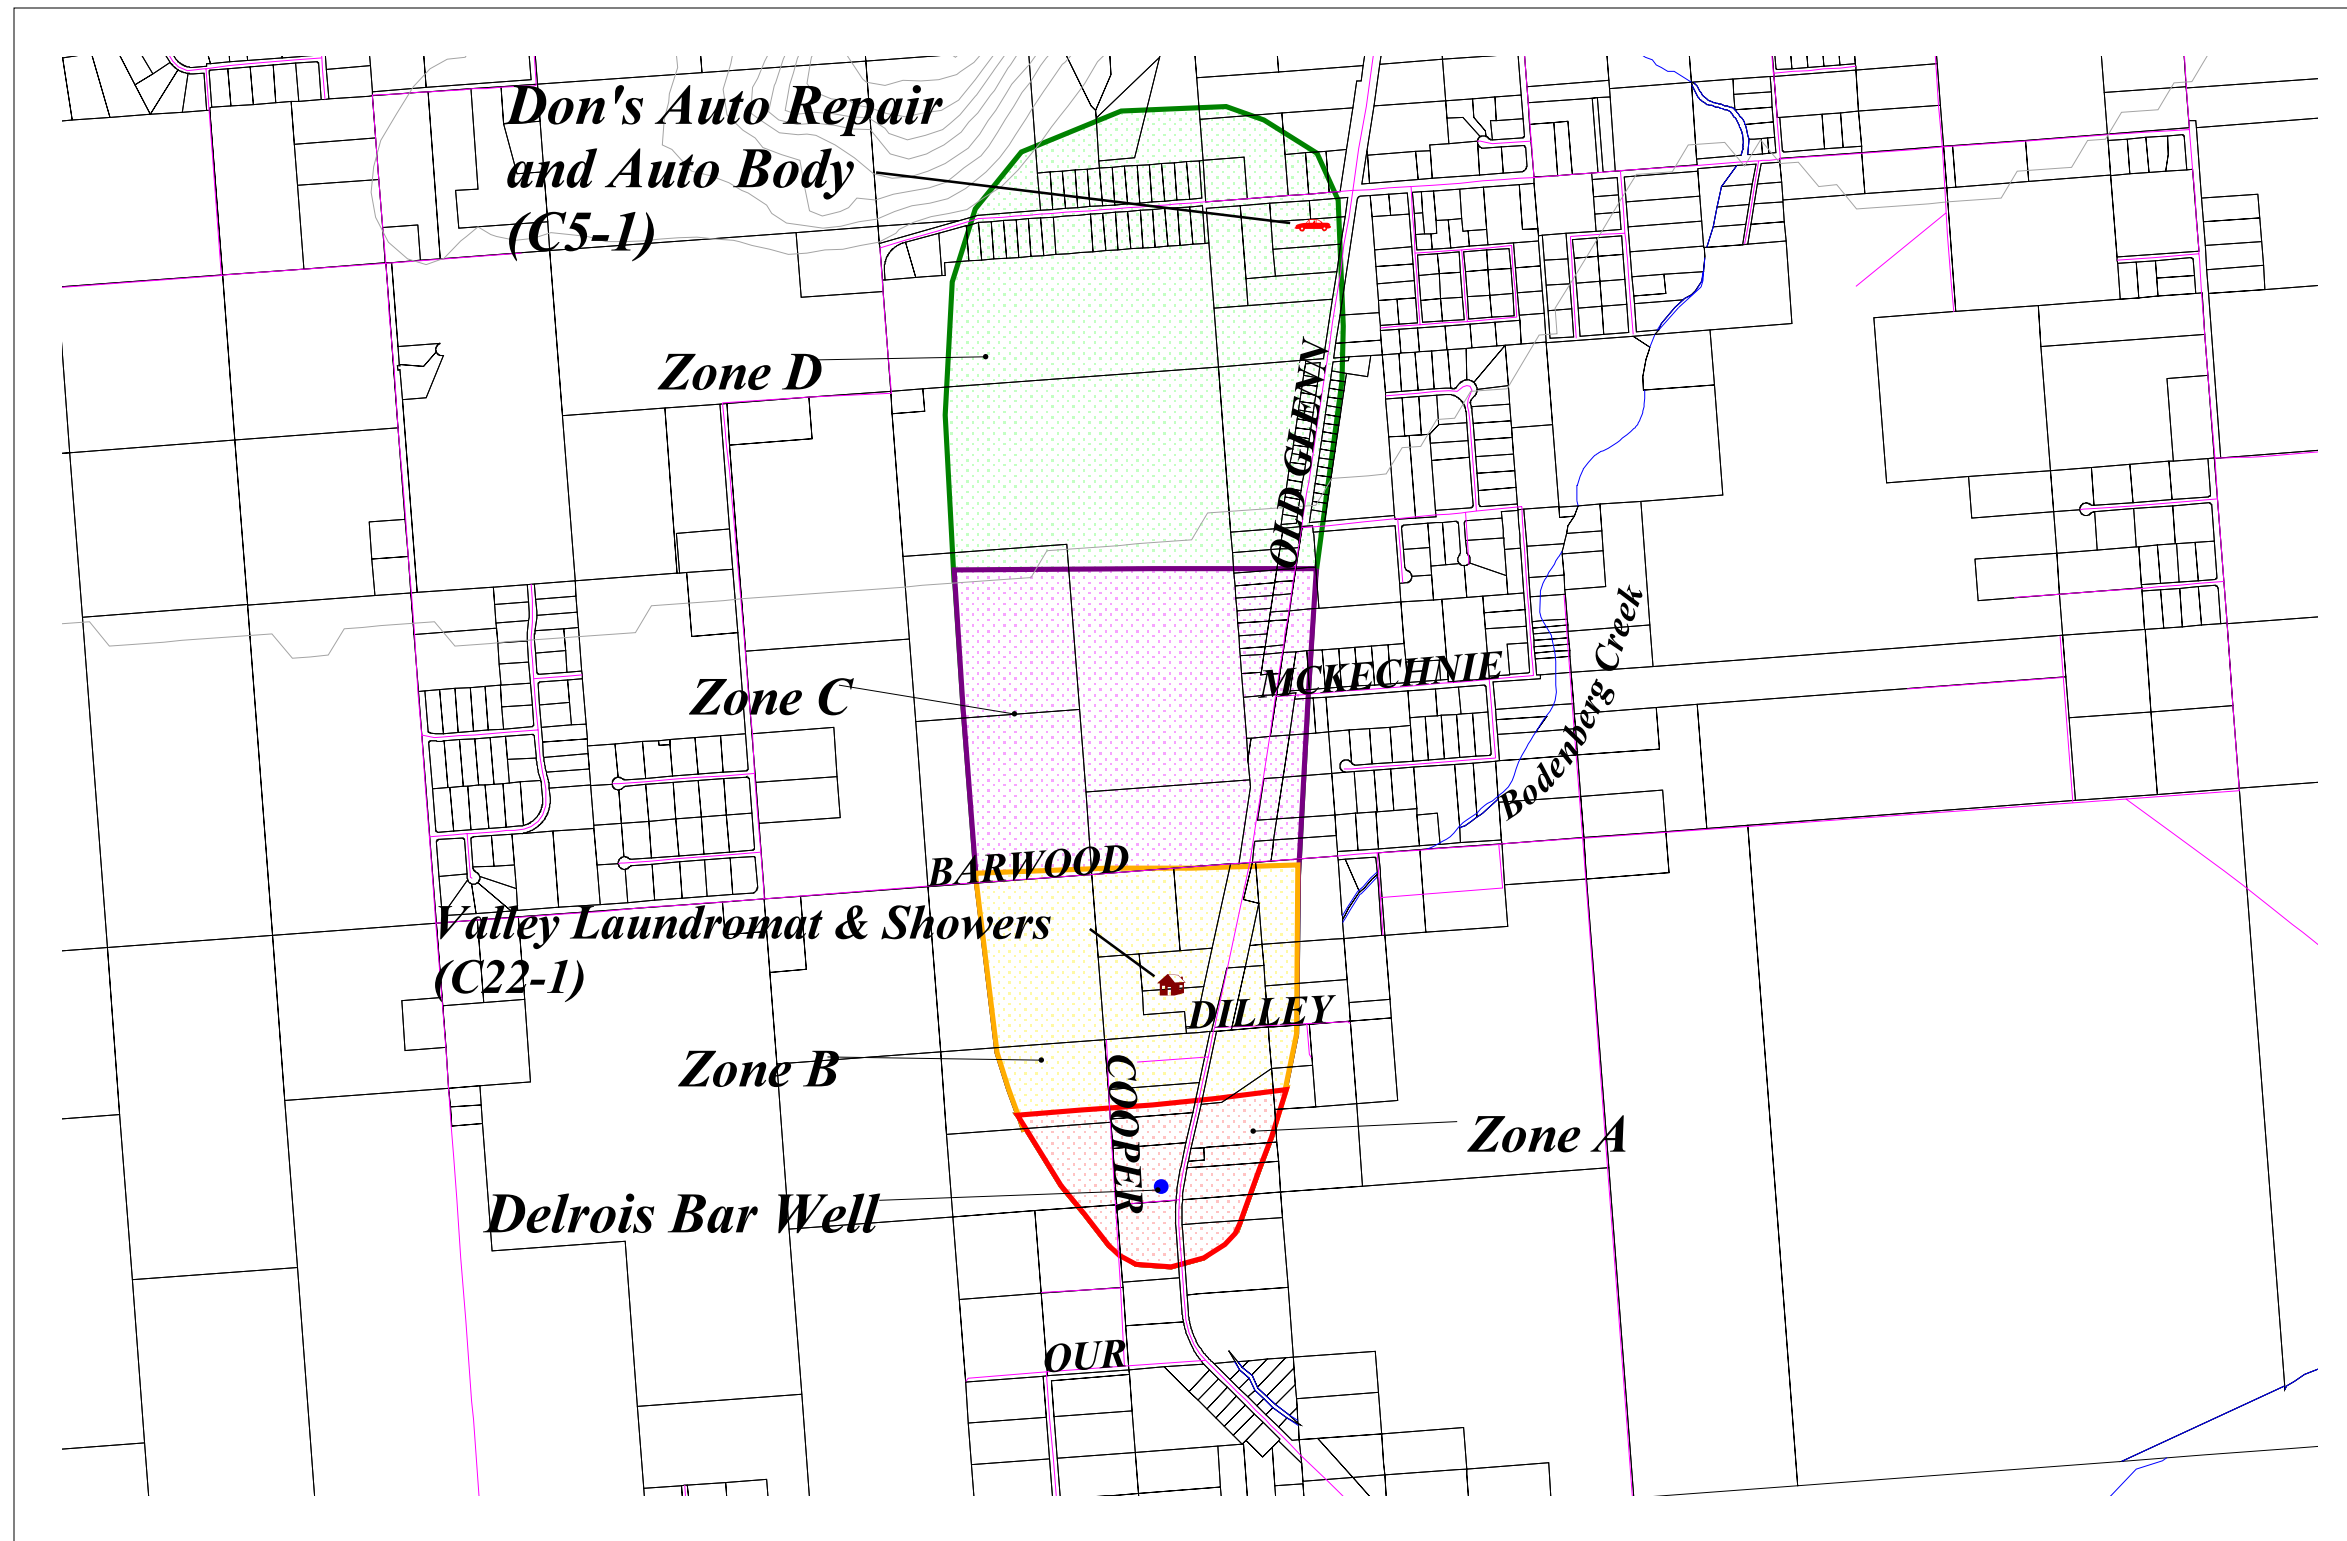 Don's Auto Repair
and Auto Body
(C5-1)
Zone D
OLD GLENN
Zone C
MCKECHNIE
Bodenberg Creek
BARWOOD
Valley Laundromat & Showers
(C22-1)
DILLEY
Zone B
COOPER
Zone A
Delrois Bar Well
OUR